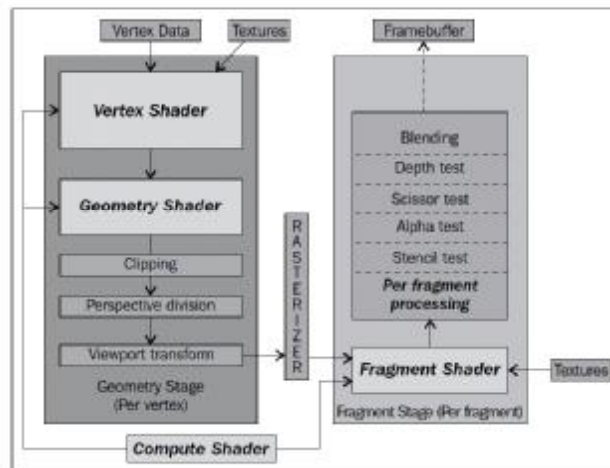 Vertex Data
Textures
Vertex Shader
Geometry Shader
Clipping
Perspective division
Viewport transform
Geometry Stage
(Per vertex)
RASTERIZER
Framebuffer
Blending
Depth test
Scissor test
Alpha test
Stencil test
Per fragment
processing
Fragment Shader
Textures
Fragment Stage (Per fragment)
Compute Shader